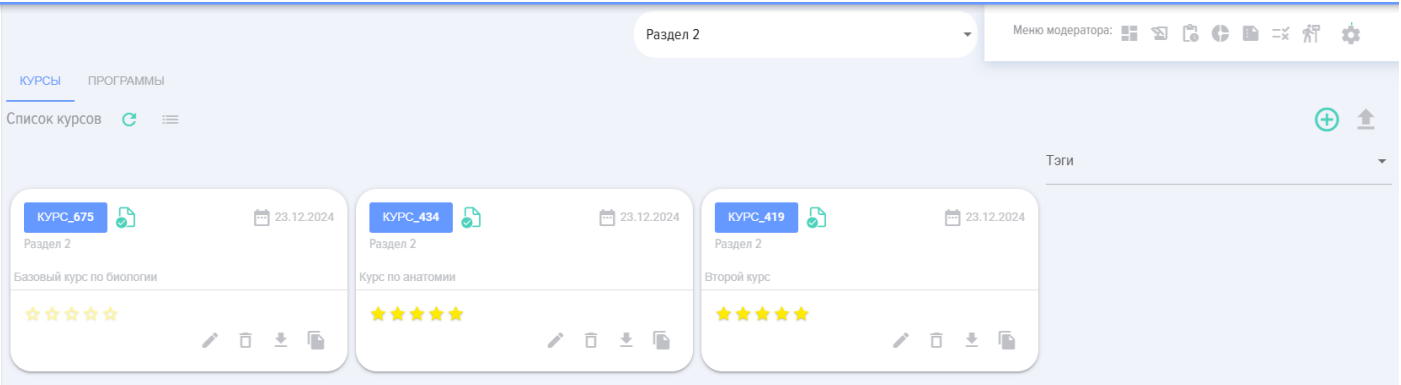 Раздел 2
Меню модератора:
КУРСЫ ПРОГРАММЫ
Список курсов
Тэги
КУРС_675 23.12.2024
Раздел 2
Базовый курс по биологии
КУРС_434 23.12.2024
Раздел 2
Курс по анатомии
КУРС_419 23.12.2024
Раздел 2
Второй курс